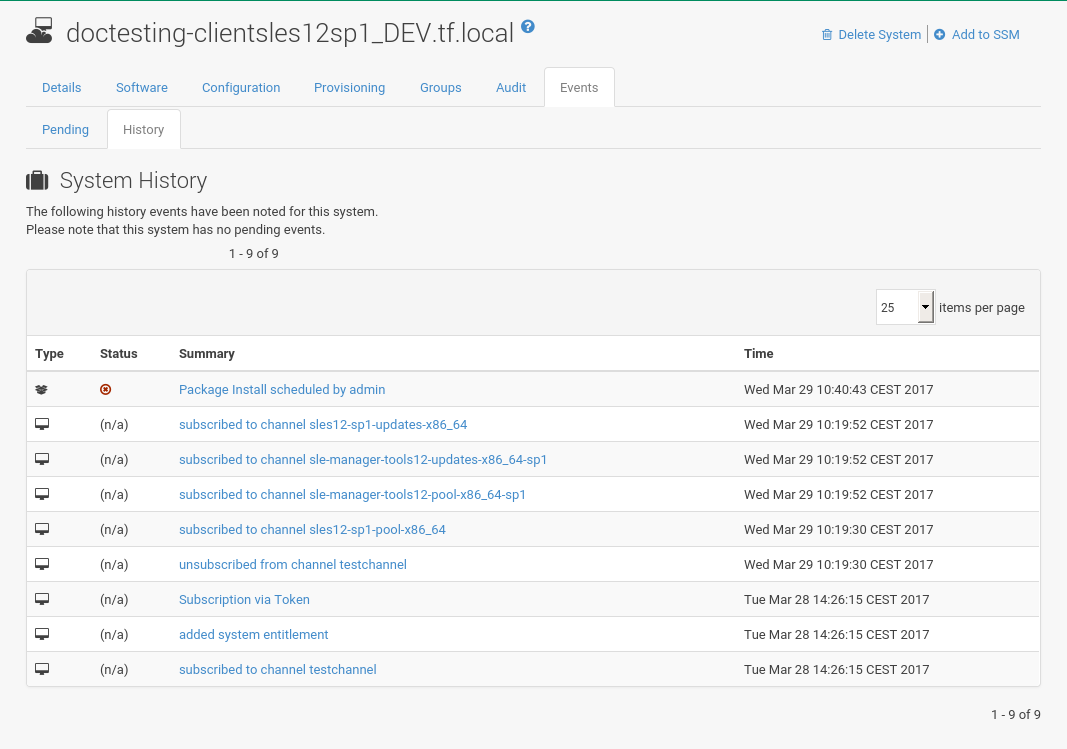 doctesting-clientsles12sp1_DEV.tf.local ?
Delete System | Add to SSM
Details Software Configuration Provisioning Groups Audit Events
Pending History
System History
The following history events have been noted for this system.
Please note that this system has no pending events.
1 - 9 of 9
25 items per page
Type Status Summary Time
Package Install scheduled by admin Wed Mar 29 10:40:43 CEST 2017
(n/a) subscribed to channel sles12-sp1-updates-x86_64 Wed Mar 29 10:19:52 CEST 2017
(n/a) subscribed to channel sle-manager-tools12-updates-x86_64-sp1 Wed Mar 29 10:19:52 CEST 2017
(n/a) subscribed to channel sle-manager-tools12-pool-x86_64-sp1 Wed Mar 29 10:19:52 CEST 2017
(n/a) subscribed to channel sles12-sp1-pool-x86_64 Wed Mar 29 10:19:30 CEST 2017
(n/a) unsubscribed from channel testchannel Wed Mar 29 10:19:30 CEST 2017
(n/a) Subscription via Token Tue Mar 28 14:26:15 CEST 2017
(n/a) added system entitlement Tue Mar 28 14:26:15 CEST 2017
(n/a) subscribed to channel testchannel Tue Mar 28 14:26:15 CEST 2017
1 - 9 of 9